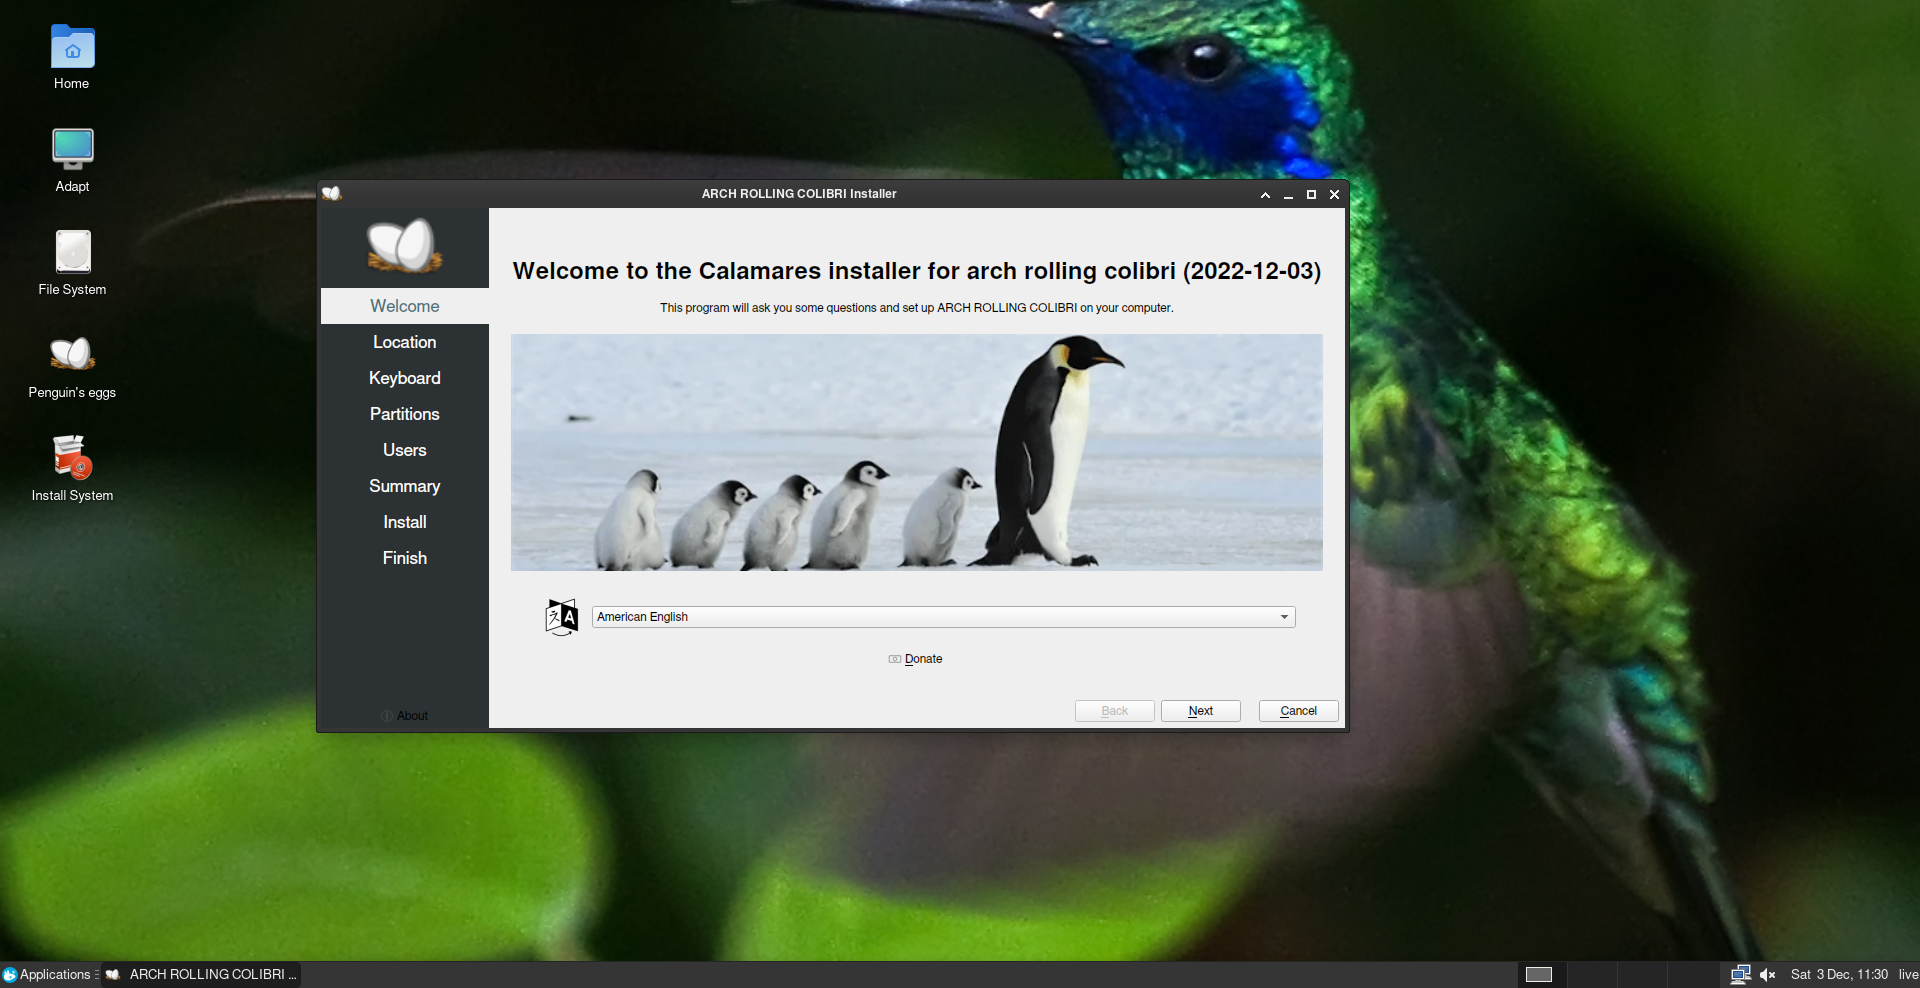 Home
Adapt
File System
Penguin's eggs
Install System
ARCH ROLLING COLIBRI Installer
Welcome
Location
Keyboard
Partitions
Users
Summary
Install
Finish
About
Welcome to the Calamares installer for arch rolling colibri (2022-12-03)
This program will ask you some questions and set up ARCH ROLLING COLIBRI on your computer.
American English
Donate
Back Next Cancel
Applications ARCH ROLLING COLIBRI ... Sat 3 Dec, 11:30 live